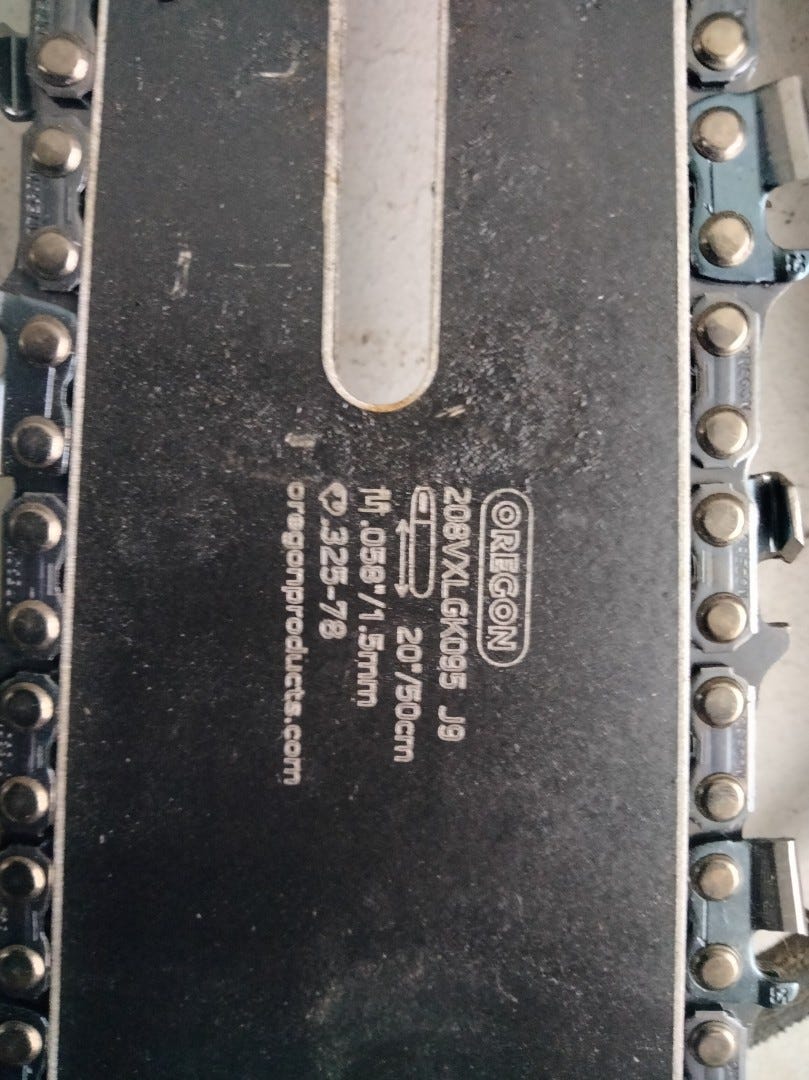 OREGON
208VXLGK095 J9
20"/50cm
.058"/1.5mm
.325-78
oregonproducts.com